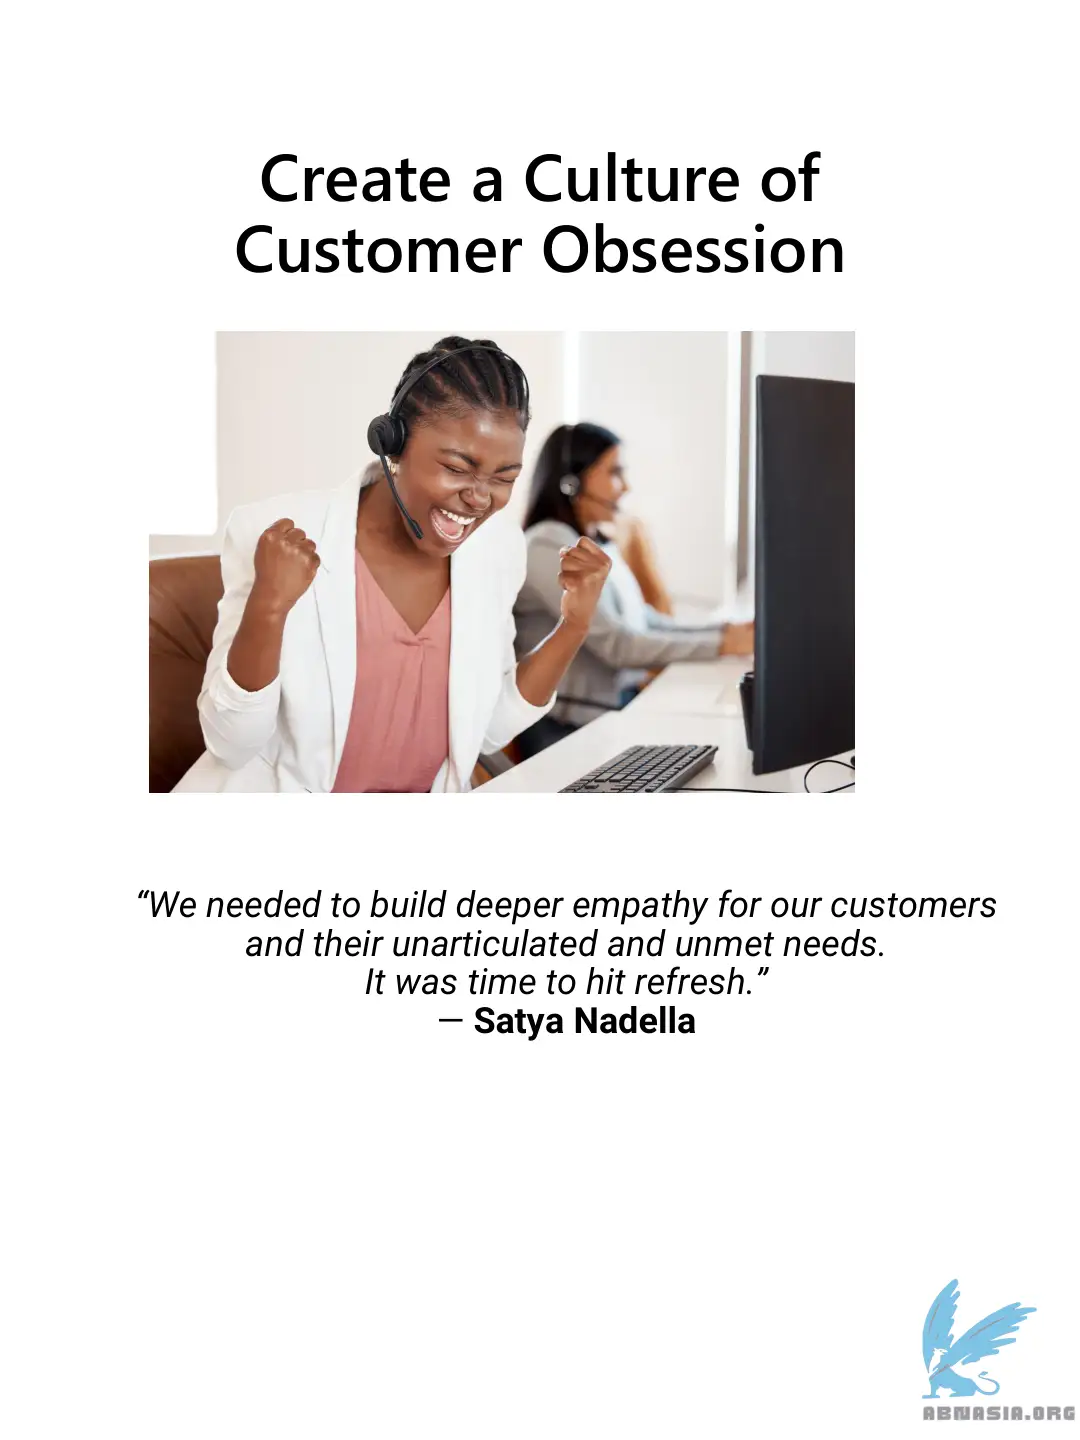 Create a Culture of
Customer Obsession
“We needed to build deeper empathy for our customers
and their unarticulated and unmet needs.
It was time to hit refresh.”
— Satya Nadella
ABNASIA.ORG